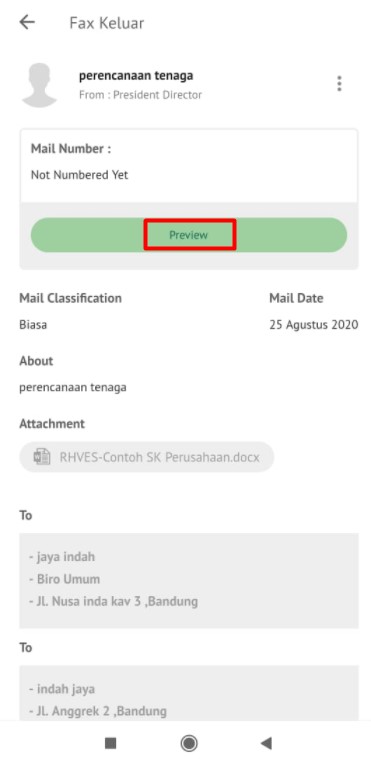 Fax Keluar
perencanaan tenaga
From : President Director
Mail Number :
Not Numbered Yet
Preview
Mail Classification
Mail Date
Biasa
25 Agustus 2020
About
perencanaan tenaga
Attachment
RHVES-Contoh SK Perusahaan.docx
To
- jaya indah
- Biro Umum
- JL. Nusa inda kav 3 ,Bandung
To
- indah jaya
- JL. Anggrek 2 ,Bandung